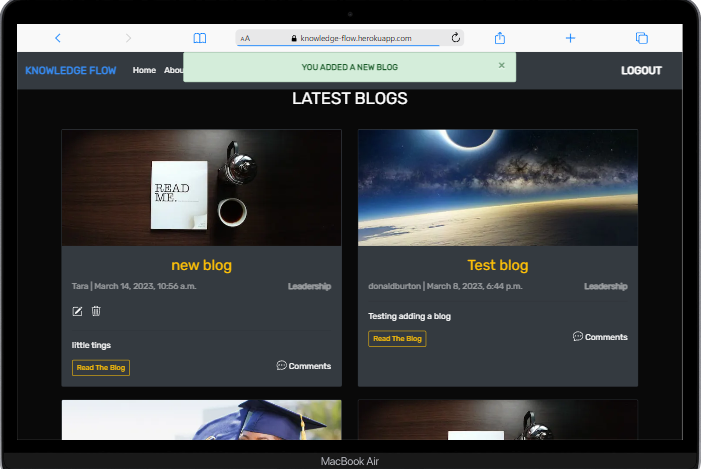 AA knowledge-flow.herokuapp.com
KNOWLEDGE FLOW Home Abou LOGOUT
YOU ADDED A NEW BLOG ×
LATEST BLOGS
READ
ME.
new blog
Tara | March 14, 2023, 10:56 a.m. Leadership
little tings
Read The Blog Comments
Test blog
donaldburton | March 8, 2023, 6:44 p.m. Leadership
Testing adding a blog
Read The Blog Comments
MacBook Air